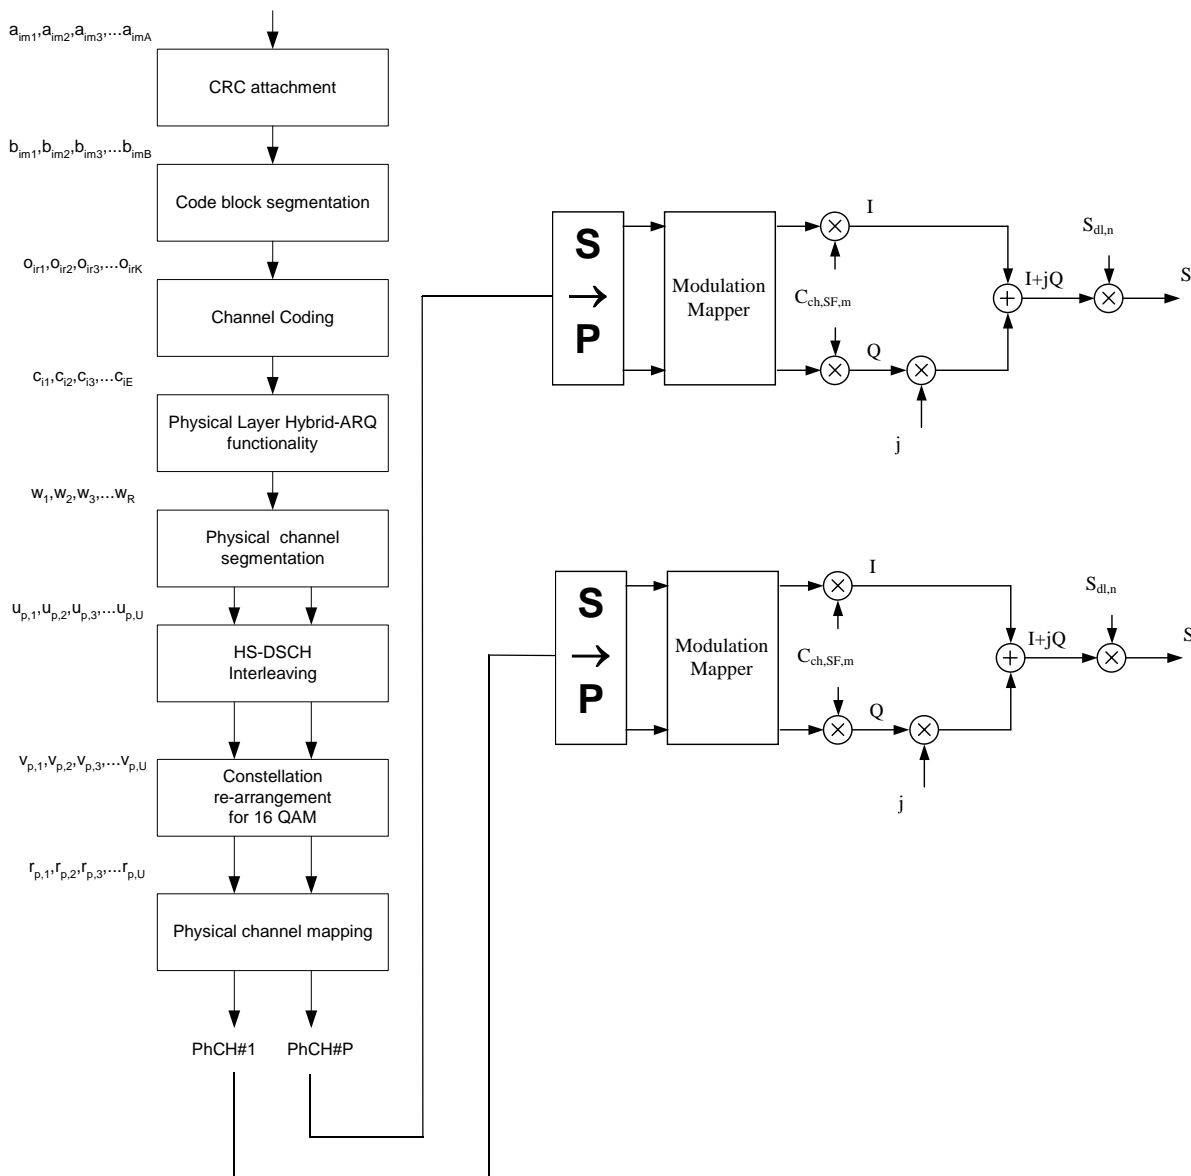 a_im1,a_im2,a_im3,...a_imA
CRC attachment
b_im1,b_im2,b_im3,...b_imB
Code block segmentation
o_ir1,o_ir2,o_ir3,...o_irK
Channel Coding
c_i1,c_i2,c_i3,...c_iE
Physical Layer Hybrid-ARQ
functionality
w_1,w_2,w_3,...w_R
Physical channel
segmentation
u_p,1,u_p,2,u_p,3,...u_p,U
HS-DSCH
Interleaving
v_p,1,v_p,2,v_p,3,...v_p,U
Constellation
re-arrangement
for 16 QAM
r_p,1,r_p,2,r_p,3,...r_p,U
Physical channel mapping
PhCH#1
PhCH#P
S
→
P
Modulation
Mapper
I
C_ch,SF,m
Q
j
I+jQ
S_dl,n
S
S
→
P
Modulation
Mapper
I
C_ch,SF,m
Q
j
I+jQ
S_dl,n
S